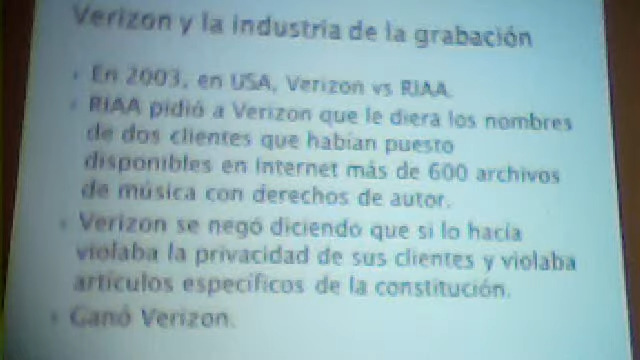 Verizon y la industria de la grabación
En 2003, en USA, Verizon vs RIAA.
RIAA pidió a Verizon que le diera los nombres
de dos clientes que habían puesto
disponibles en Internet más de 600 archivos
de música con derechos de autor.
Verizon se negó diciendo que si lo hacía
violaba la privacidad de sus clientes y violaba
artículos específicos de la constitución.
Ganó Verizon.